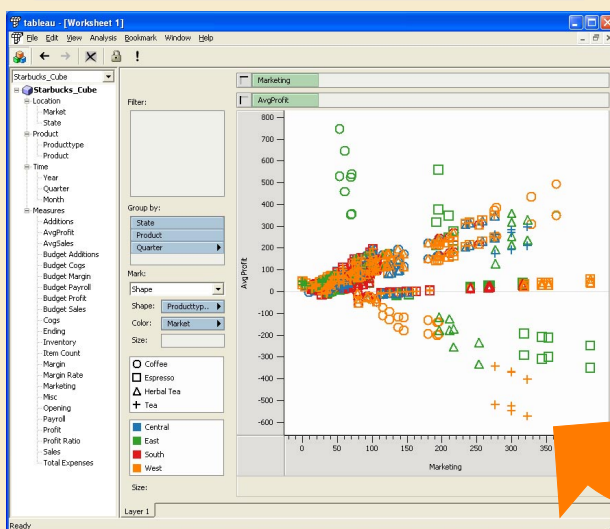 tableau - [Worksheet 1]
File Edit View Analysis Bookmark Window Help
Starbucks_Cube
Starbucks_Cube
Location
Market
State
Product
Producttype
Product
Time
Year
Quarter
Month
Measures
Additions
AvgProfit
AvgSales
Budget Additions
Budget Cogs
Budget Margin
Budget Payroll
Budget Profit
Budget Sales
Cogs
Ending
Inventory
Item Count
Margin
Margin Rate
Marketing
Misc
Opening
Payroll
Profit
Profit Ratio
Sales
Total Expenses
Filter:
Group by:
State
Product
Quarter
Mark:
Shape
Shape: Producttyp..
Color: Market
Size:
Coffee
Espresso
Herbal Tea
Tea
Central
East
South
West
Size:
Marketing
AvgProfit
AvgProfit
800
700
600
500
400
300
200
100
0
-100
-200
-300
-400
-500
-600
0 50 100 150 200 250 300 350
Marketing
Layer 1
Ready